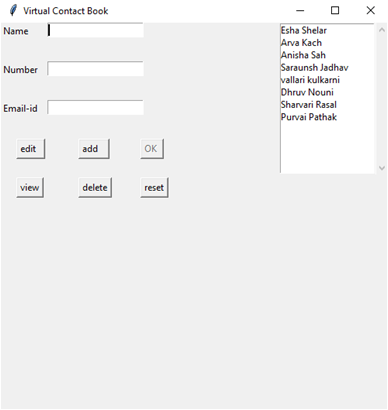 Virtual Contact Book
Name
Number
Email-id
edit add OK
view delete reset
Esha Shelar
Arva Kach
Anisha Sah
Saraunsh Jadhav
vallari kulkarni
Dhruv Nouni
Sharvari Rasal
Purvai Pathak